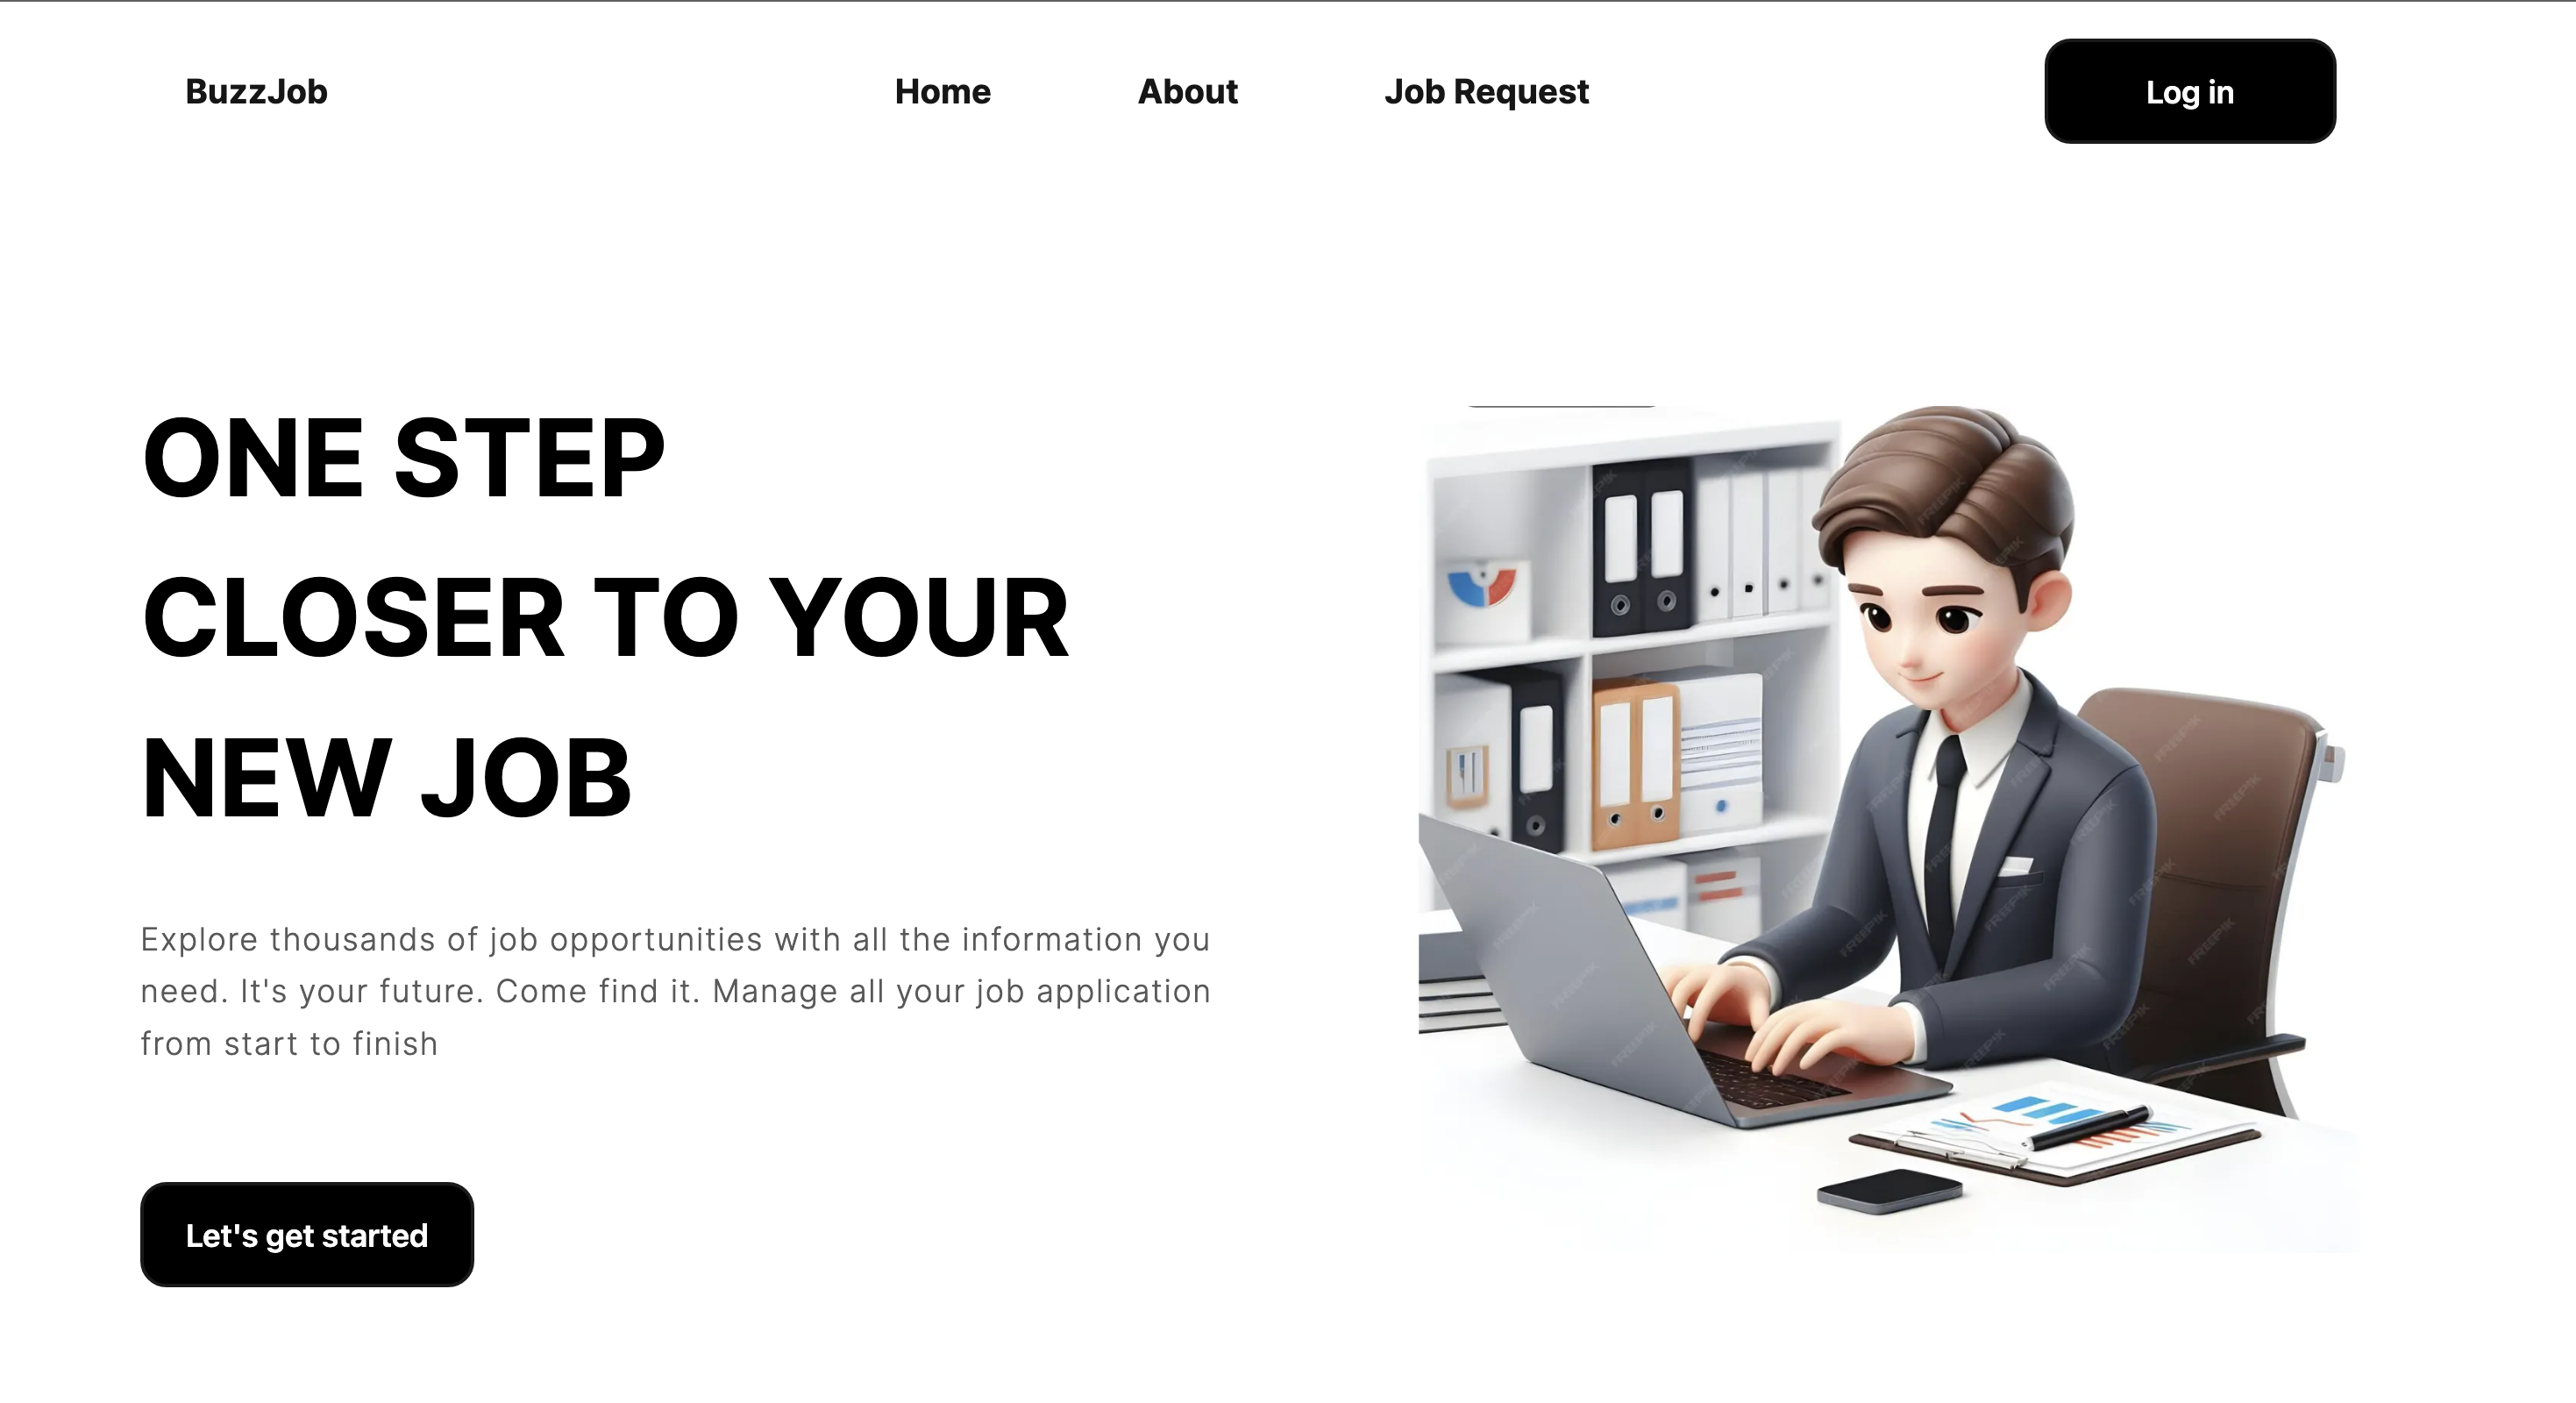 BuzzJob
Home
About
Job Request
Log in
ONE STEP
CLOSER TO YOUR
NEW JOB
Explore thousands of job opportunities with all the information you
need. It's your future. Come find it. Manage all your job application
from start to finish
Let's get started